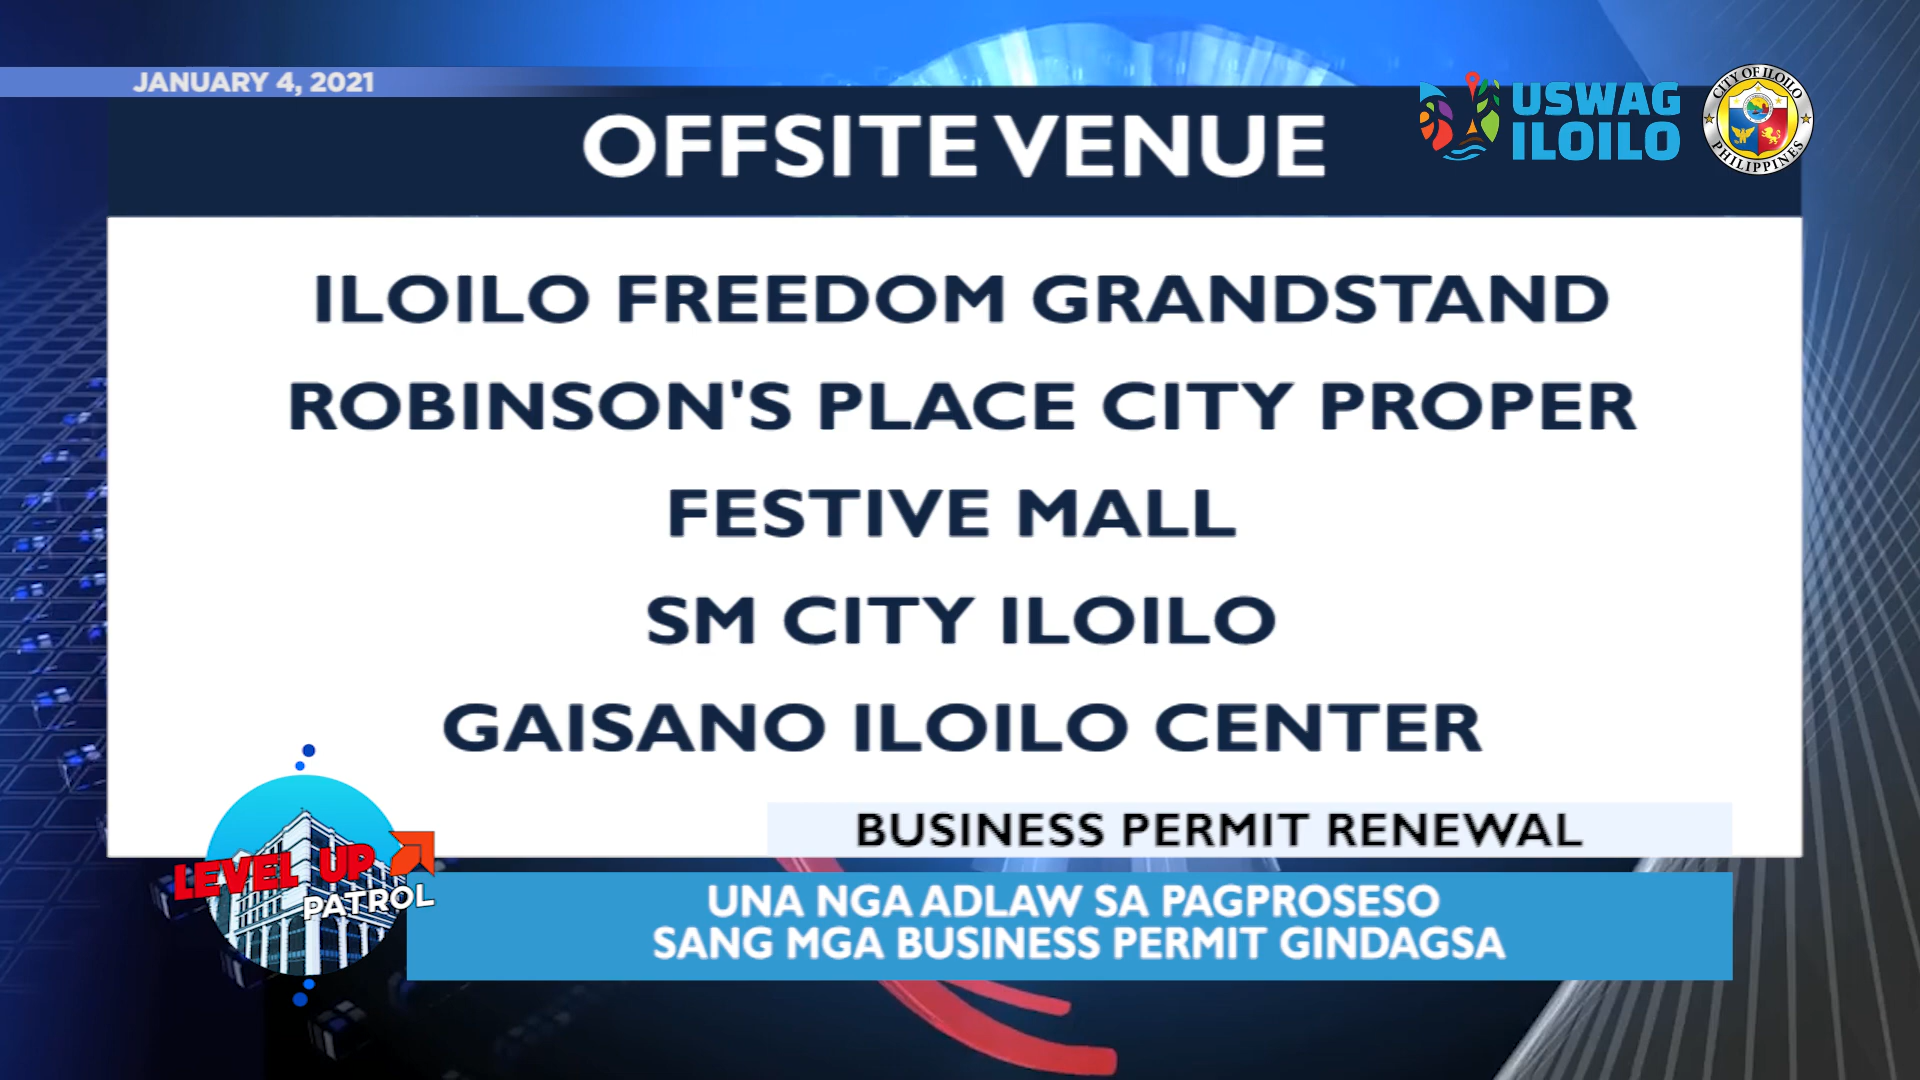 JANUARY 4, 2021
OFFSITE VENUE
USWAG
ILOILO
CITY OF ILOILO
PHILIPPINES
ILOILO FREEDOM GRANDSTAND
ROBINSON'S PLACE CITY PROPER
FESTIVE MALL
SM CITY ILOILO
GAISANO ILOILO CENTER
BUSINESS PERMIT RENEWAL
LEVEL UP
PATROL
UNA NGA ADLAW SA PAGPROSESO
SANG MGA BUSINESS PERMIT GINDAGSA